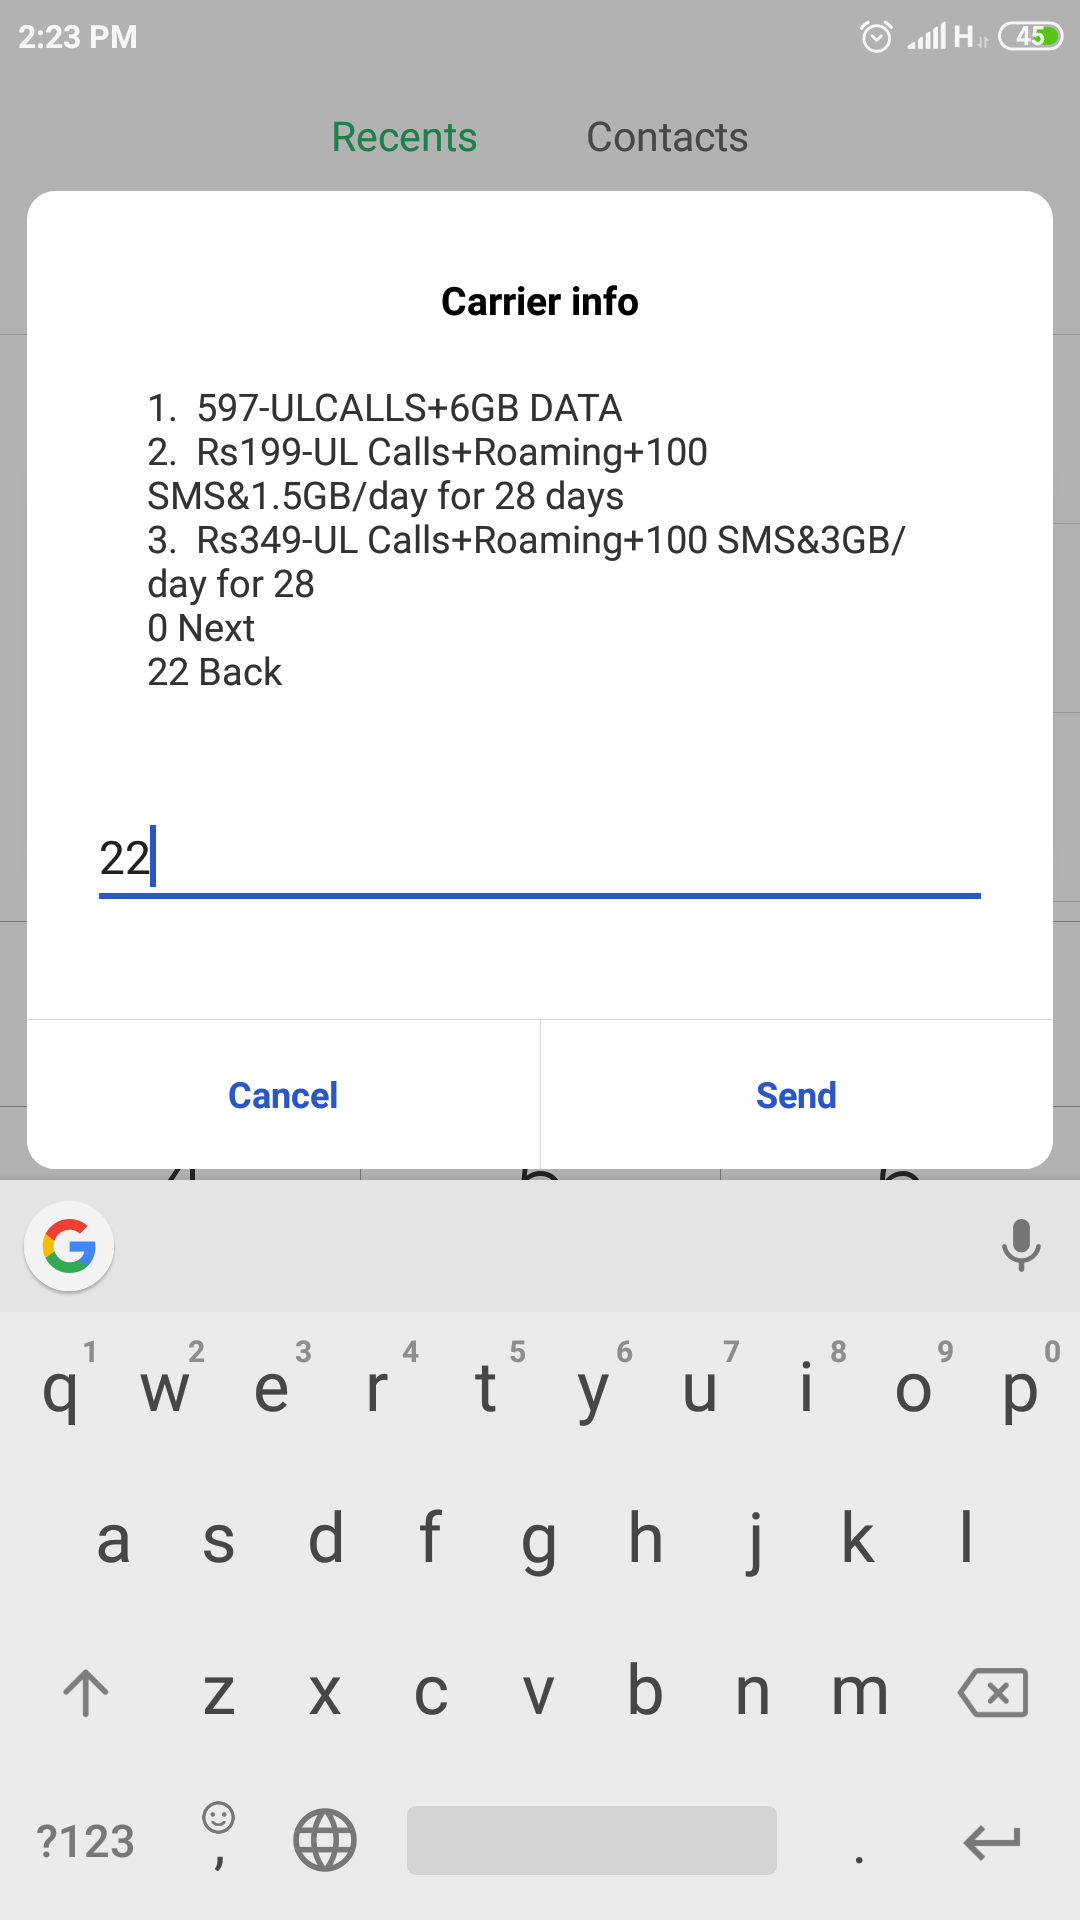 2:23 PM H 45
Recents Contacts
Carrier info
1. 597-ULCALLS+6GB DATA
2. Rs199-UL Calls+Roaming+100
SMS&1.5GB/day for 28 days
3. Rs349-UL Calls+Roaming+100 SMS&3GB/
day for 28
0 Next
22 Back
22
Cancel Send
G
1 2 3 4 5 6 7 8 9 0
q w e r t y u i o p
a s d f g h j k l
z x c v b n m
?123 , .